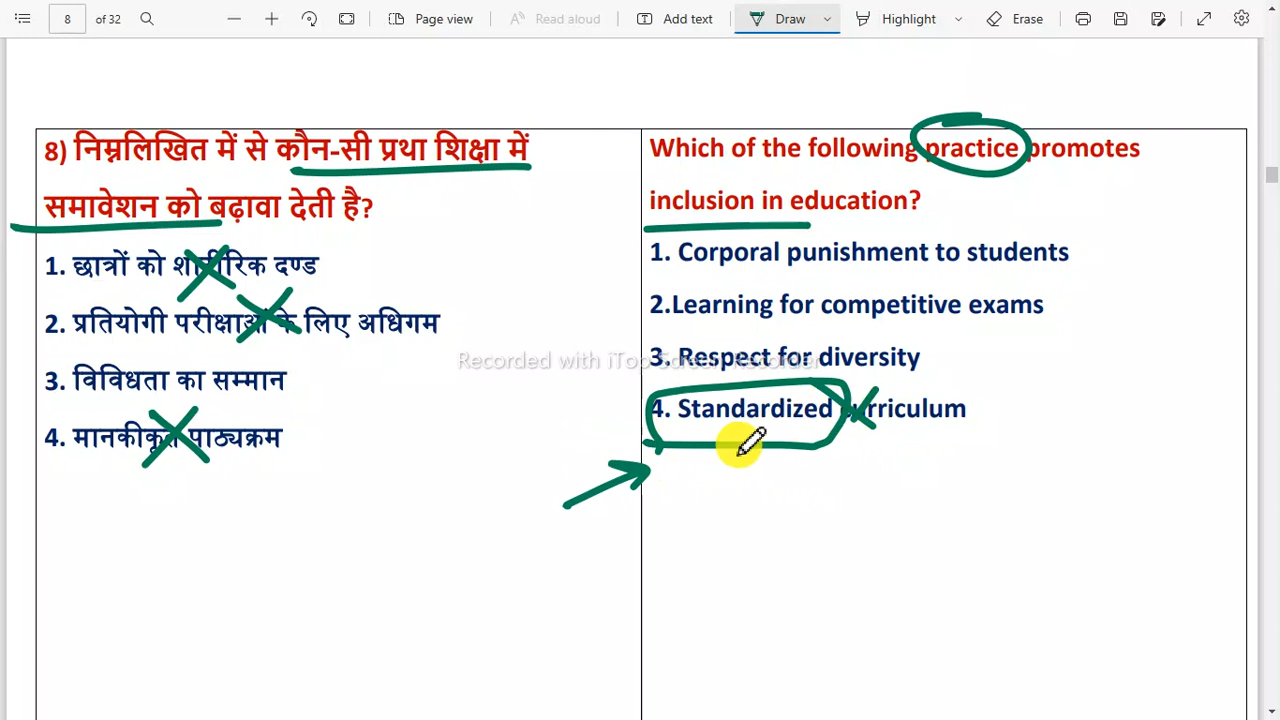 8
of 32
Page view
Read aloud
Add text
Draw
Highlight
Erase
8) निम्नलिखित में से कौन-सी प्रथा शिक्षा में
समावेशन को बढ़ावा देती है?
1. छात्रों को शारीरिक दण्ड
2. प्रतियोगी परीक्षाओं के लिए अधिगम
3. विविधता का सम्मान
4. मानकीकृत पाठ्यक्रम
Which of the following practice promotes
inclusion in education?
1. Corporal punishment to students
2.Learning for competitive exams
3. Respect for diversity
4. Standardized curriculum
Recorded with iTop Screen Recorder